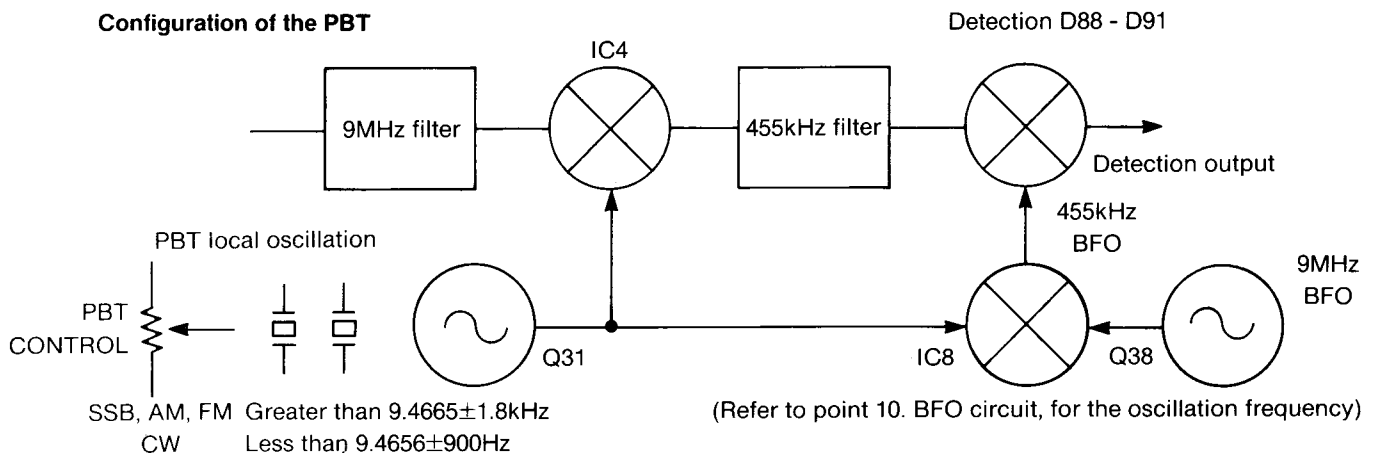 Configuration of the PBT
Detection D88 - D91
IC4
9MHz filter
455kHz filter
Detection output
455kHz
BFO
9MHz
BFO
PBT local oscillation
PBT
CONTROL
Q31
IC8
Q38
SSB, AM, FM Greater than 9.4665±1.8kHz
CW Less than 9.4656±900Hz
(Refer to point 10. BFO circuit, for the oscillation frequency)